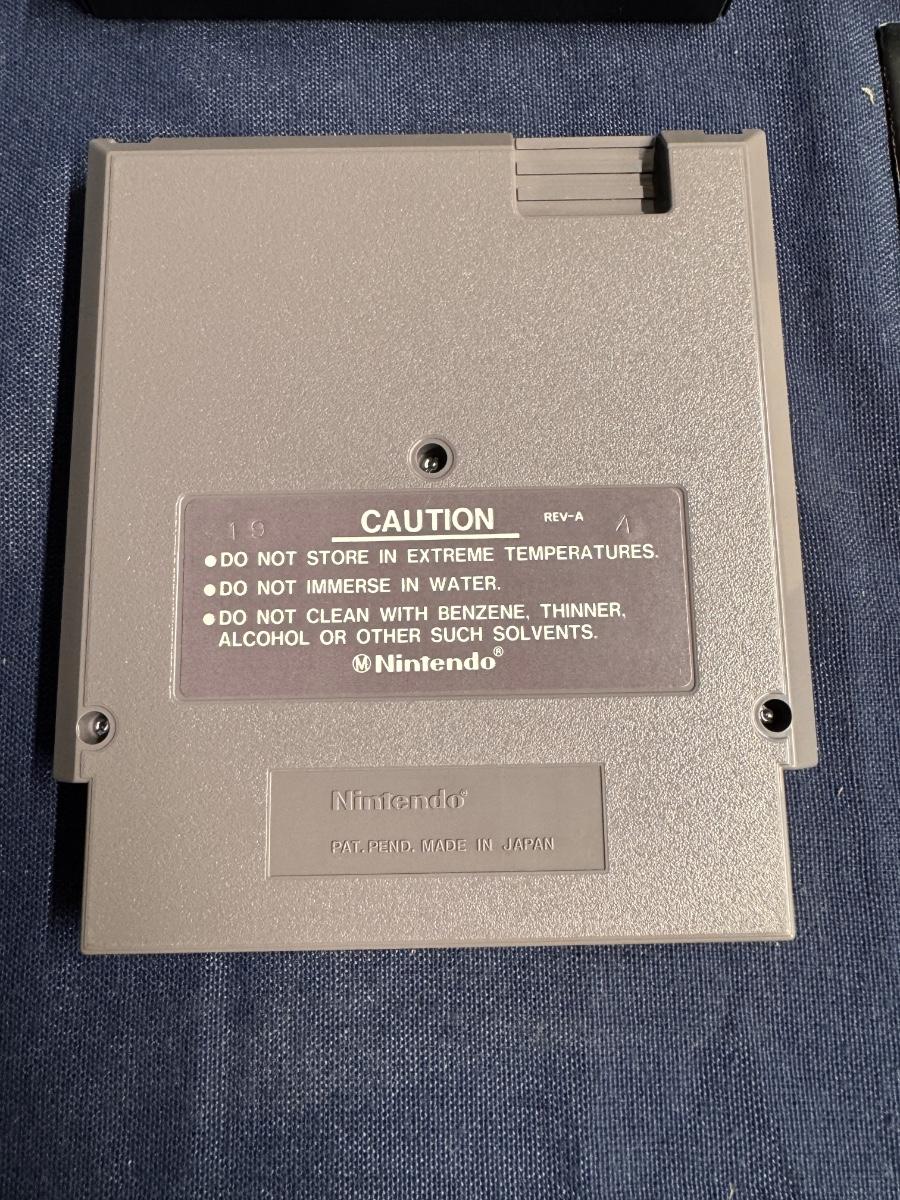 19 CAUTION REV-A A
●DO NOT STORE IN EXTREME TEMPERATURES.
●DO NOT IMMERSE IN WATER.
●DO NOT CLEAN WITH BENZENE, THINNER,
ALCOHOL OR OTHER SUCH SOLVENTS.
Ⓜ Nintendo®
Nintendo®
PAT.PEND. MADE IN JAPAN